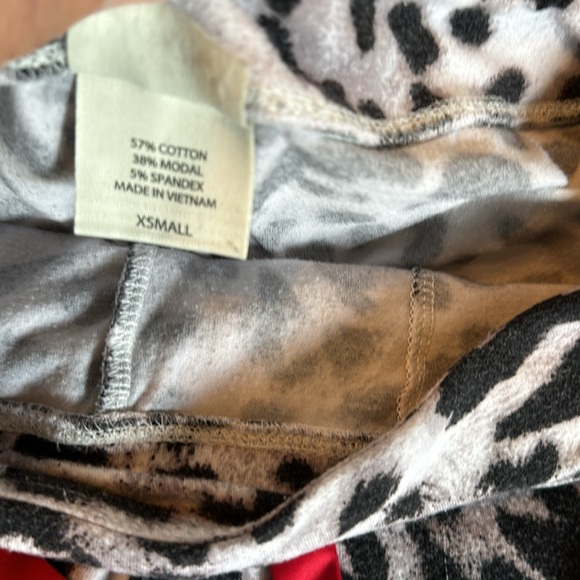 57% COTTON
38% MODAL
5% SPANDEX
MADE IN VIETNAM
XSMALL